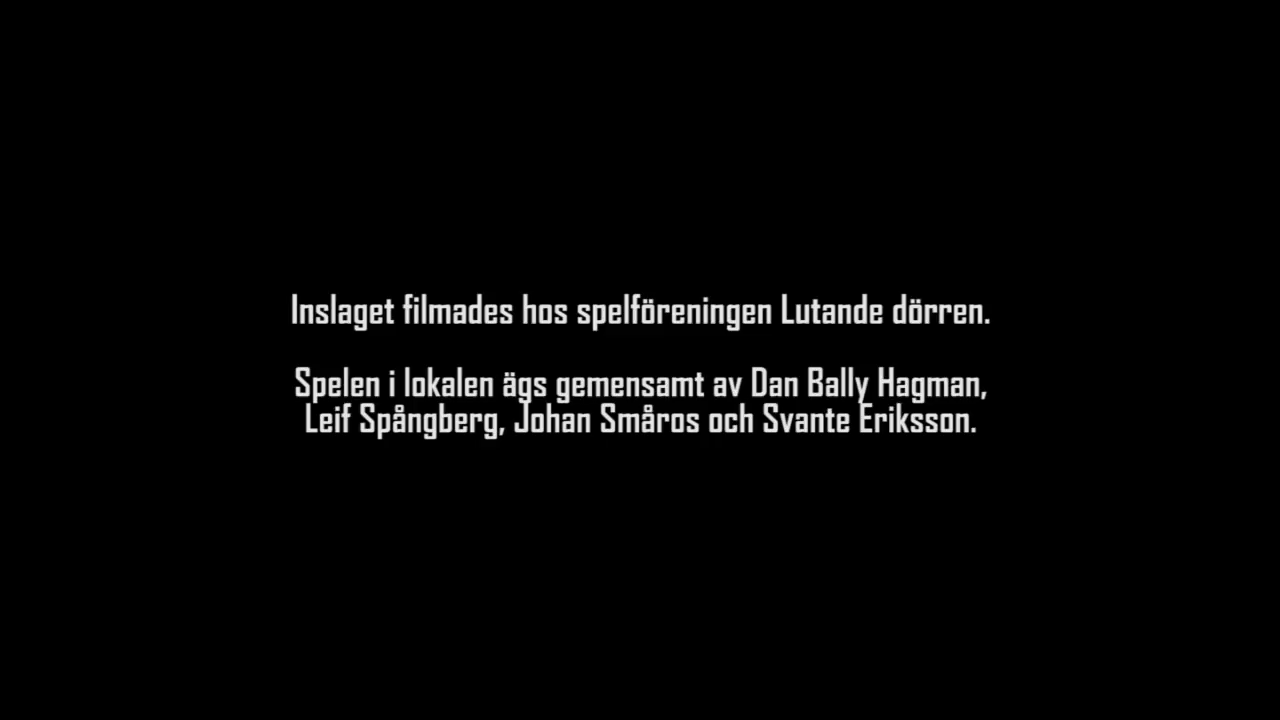 Inslaget filmades hos spelföreningen Lutande dörren.
Spelen i lokalen ägs gemensamt av Dan Bally Hagman,
Leif Spångberg, Johan Småros och Svante Eriksson.